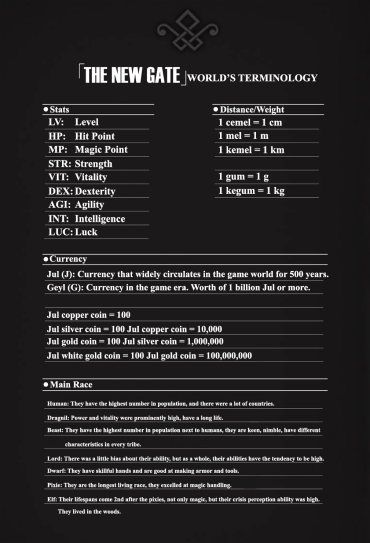 「THE NEW GATE」WORLD'S TERMINOLOGY
● Stats
LV: Level
HP: Hit Point
MP: Magic Point
STR: Strength
VIT: Vitality
DEX: Dexterity
AGI: Agility
INT: Intelligence
LUC: Luck
● Distance/Weight
1 cemel = 1 cm
1 mel = 1 m
1 kemel = 1 km
1 gum = 1 g
1 kegum = 1 kg
● Currency
Jul (J): Currency that widely circulates in the game world for 500 years.
Geyl (G): Currency in the game era. Worth of 1 billion Jul or more.
Jul copper coin = 100
Jul silver coin = 100 Jul copper coin = 10,000
Jul gold coin = 100 Jul silver coin = 1,000,000
Jul white gold coin = 100 Jul gold coin = 100,000,000
● Main Race
Human: They have the highest number in population, and there were a lot of countries.
Dragnil: Power and vitality were prominently high, have a long life.
Beast: They have the highest number in population next to humans, they are keen, nimble, have different
characteristics in every tribe.
Lord: There was a little bias about their ability, but as a whole, their abilities have the tendency to be high.
Dwarf: They have skillful hands and are good at making armor and tools.
Pixie: They are the longest living race, they excelled at magic handling.
Elf: Their lifespans come 2nd after the pixies, not only magic, but their crisis perception ability was high.
They lived in the woods.